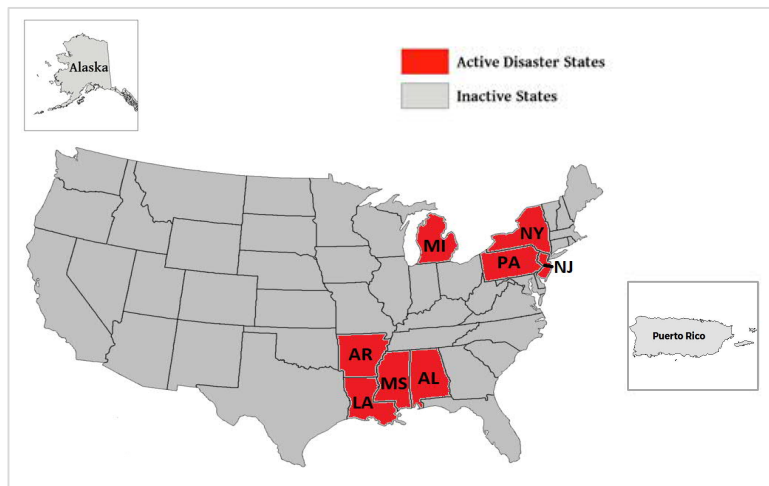 Alaska
Active Disaster States
Inactive States
MI
NY
PA
NJ
AR
MS
AL
LA
Puerto Rico